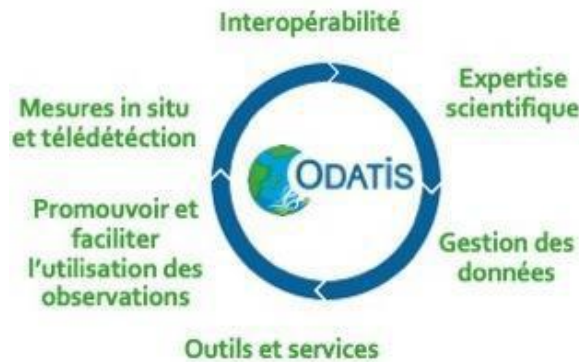 Interopérabilité
Expertise
scientifique
Mesures in situ
et télédétéction
ODATIS
Promouvoir et
faciliter
l'utilisation des
observations
Gestion des
données
Outils et services